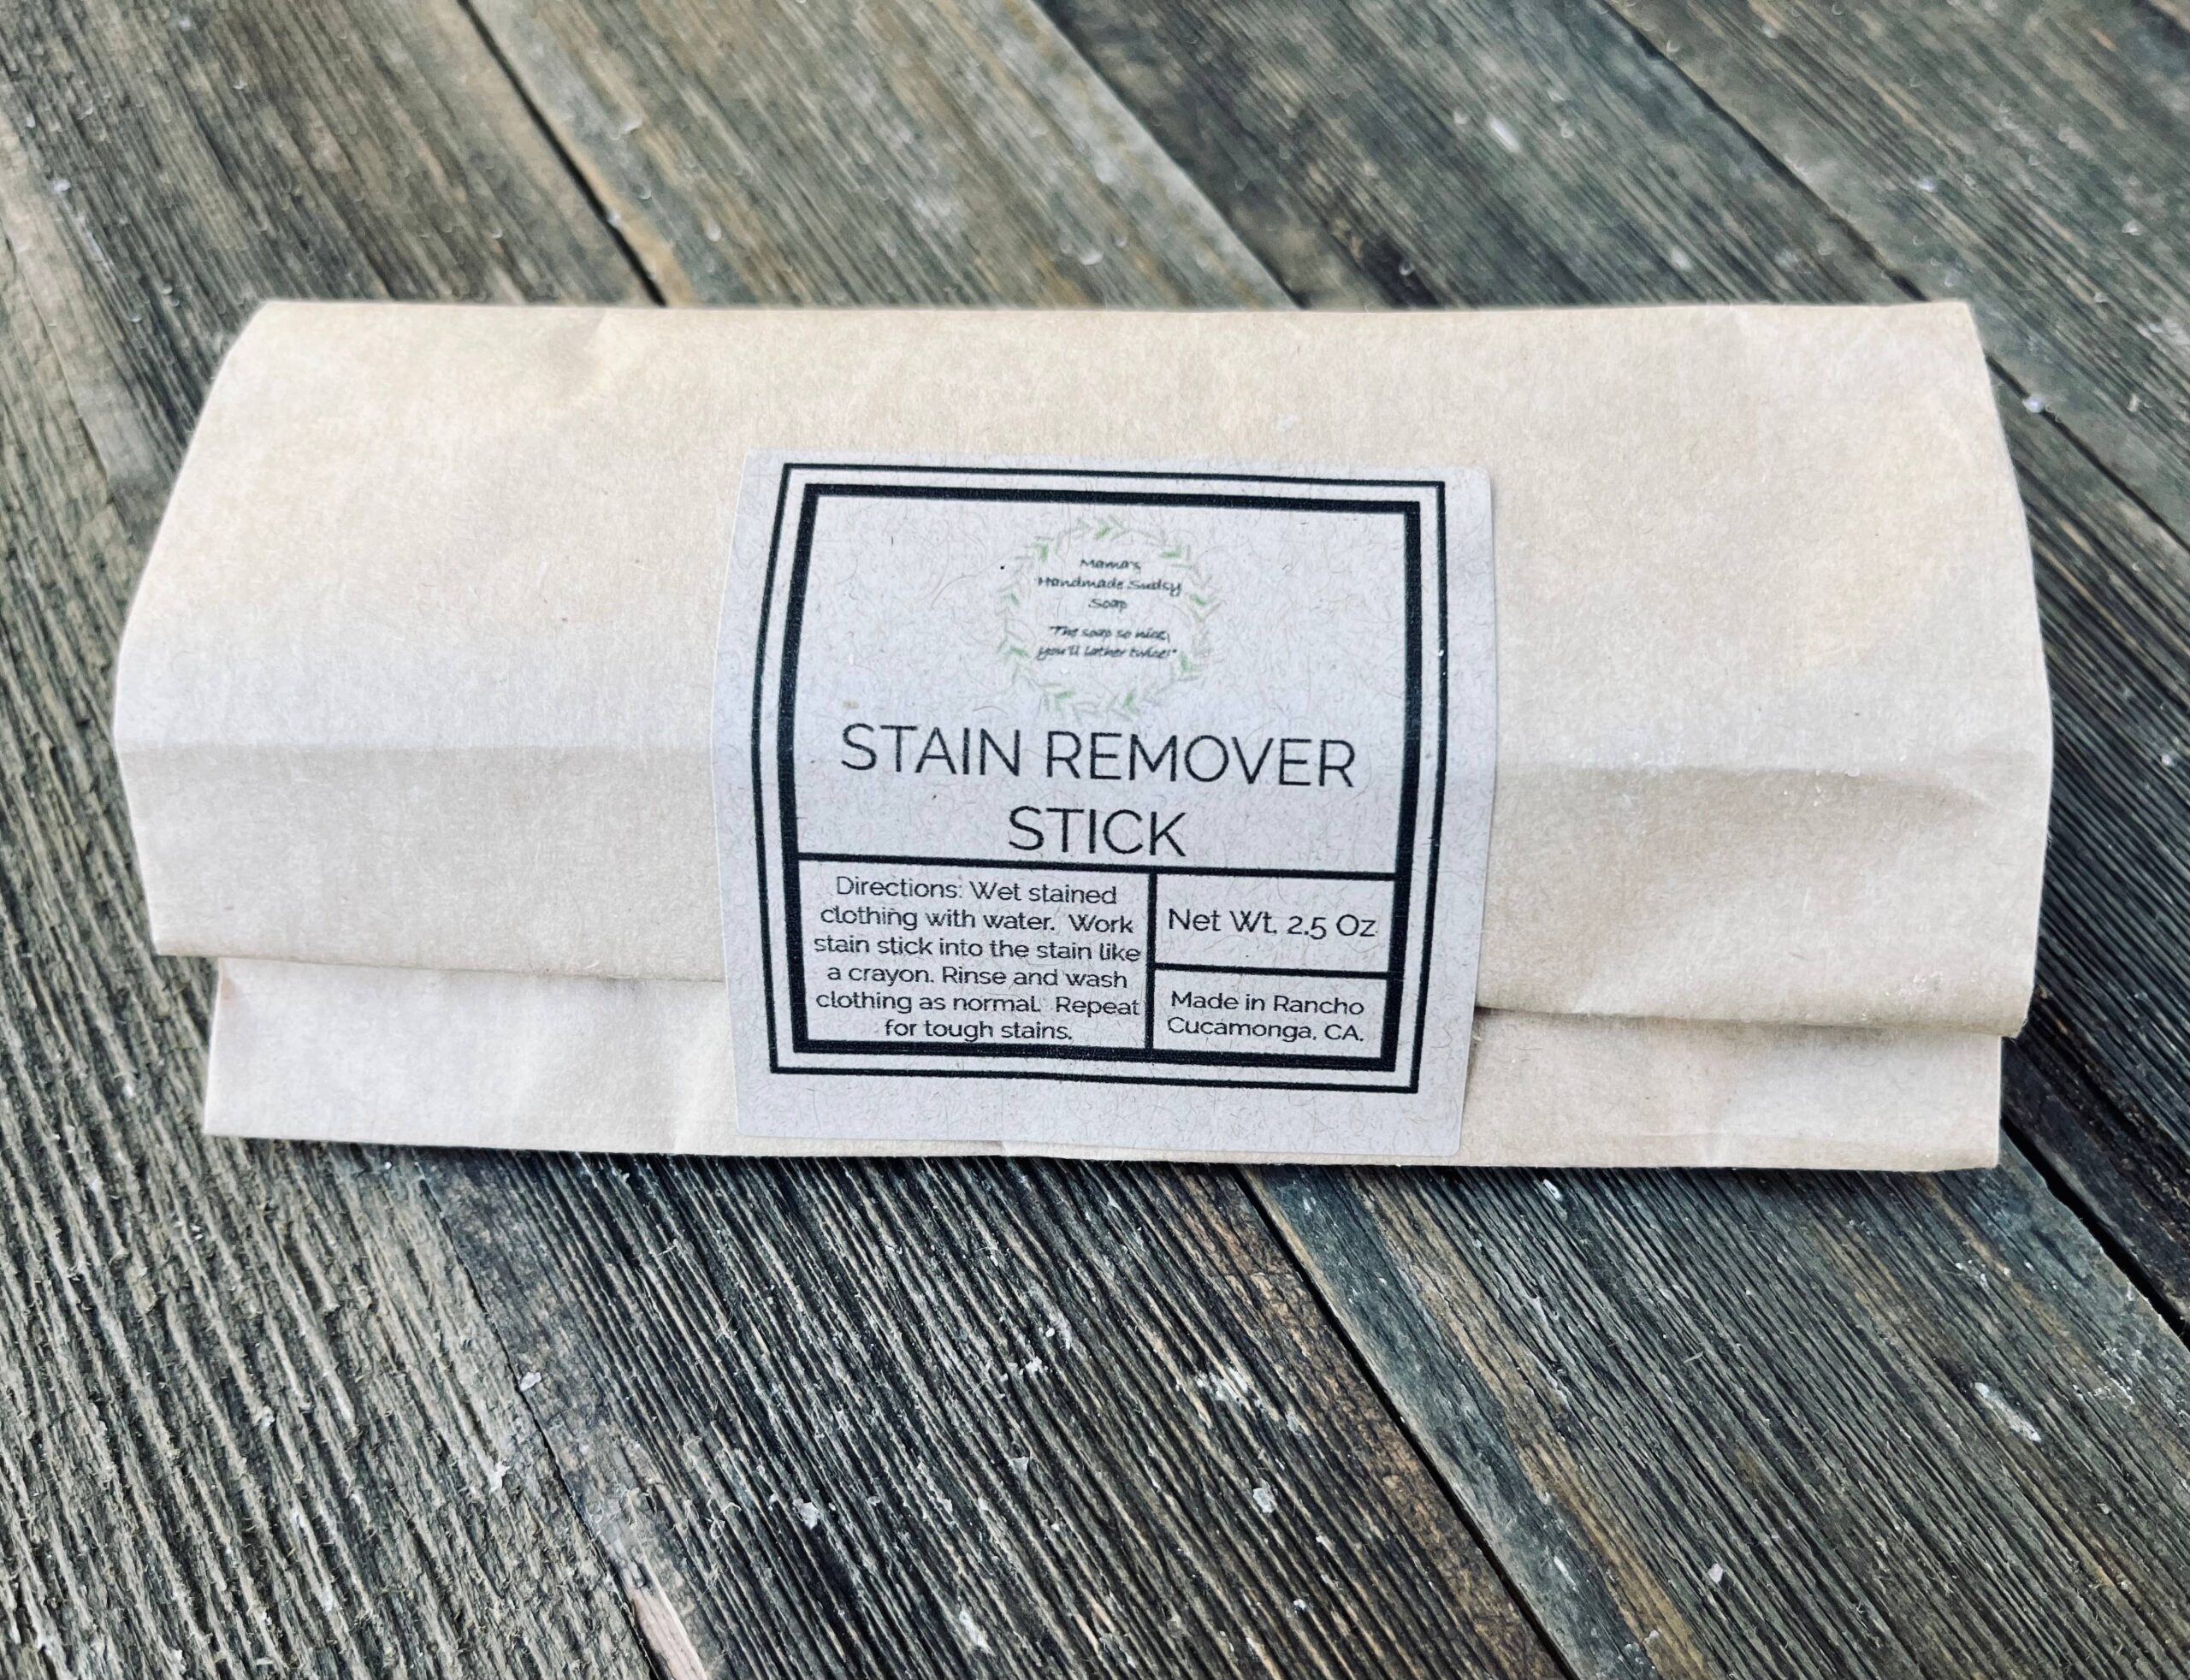 Mama's
Handmade Sudsy
Soap
"The soap so nice,
you'll lather twice!"
STAIN REMOVER
STICK
Directions: Wet stained
clothing with water. Work
stain stick into the stain like
a crayon. Rinse and wash
clothing as normal. Repeat
for tough stains.
Net Wt. 2.5 Oz
Made in Rancho
Cucamonga, CA.